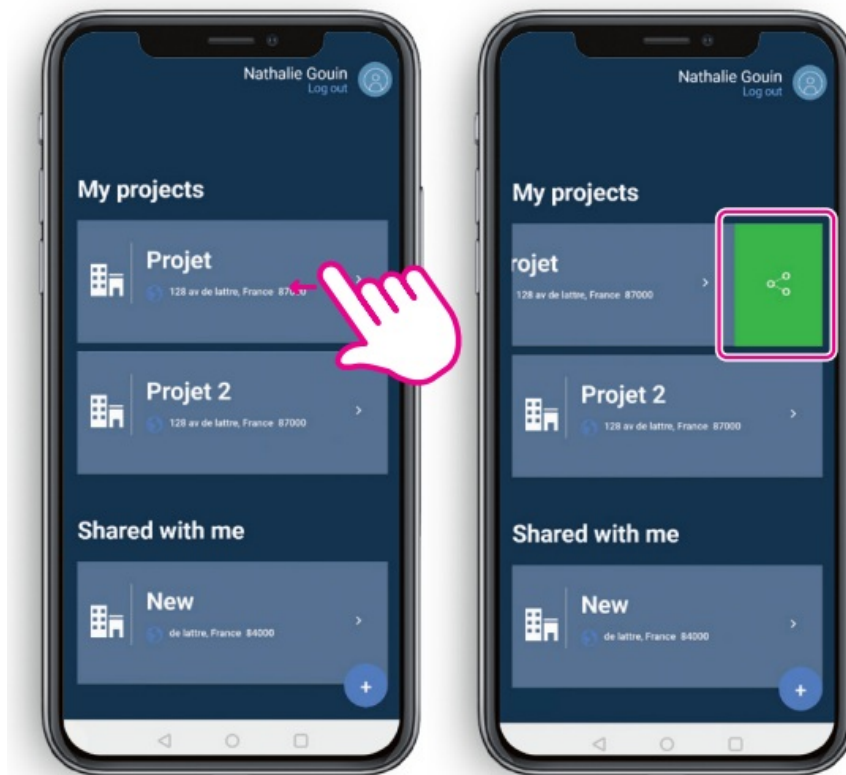 Nathalie Gouin
Log out
My projects
Projet
128 av de lattre, France
Projet 2
128 av de lattre, France 87000
Shared with me
New
de lattre, France 84000
+
Nathalie Gouin
Log out
My projects
rojet
128 av de lattre, France 87000
Projet 2
128 av de lattre, France 87000
Shared with me
New
de lattre, France 84000
+